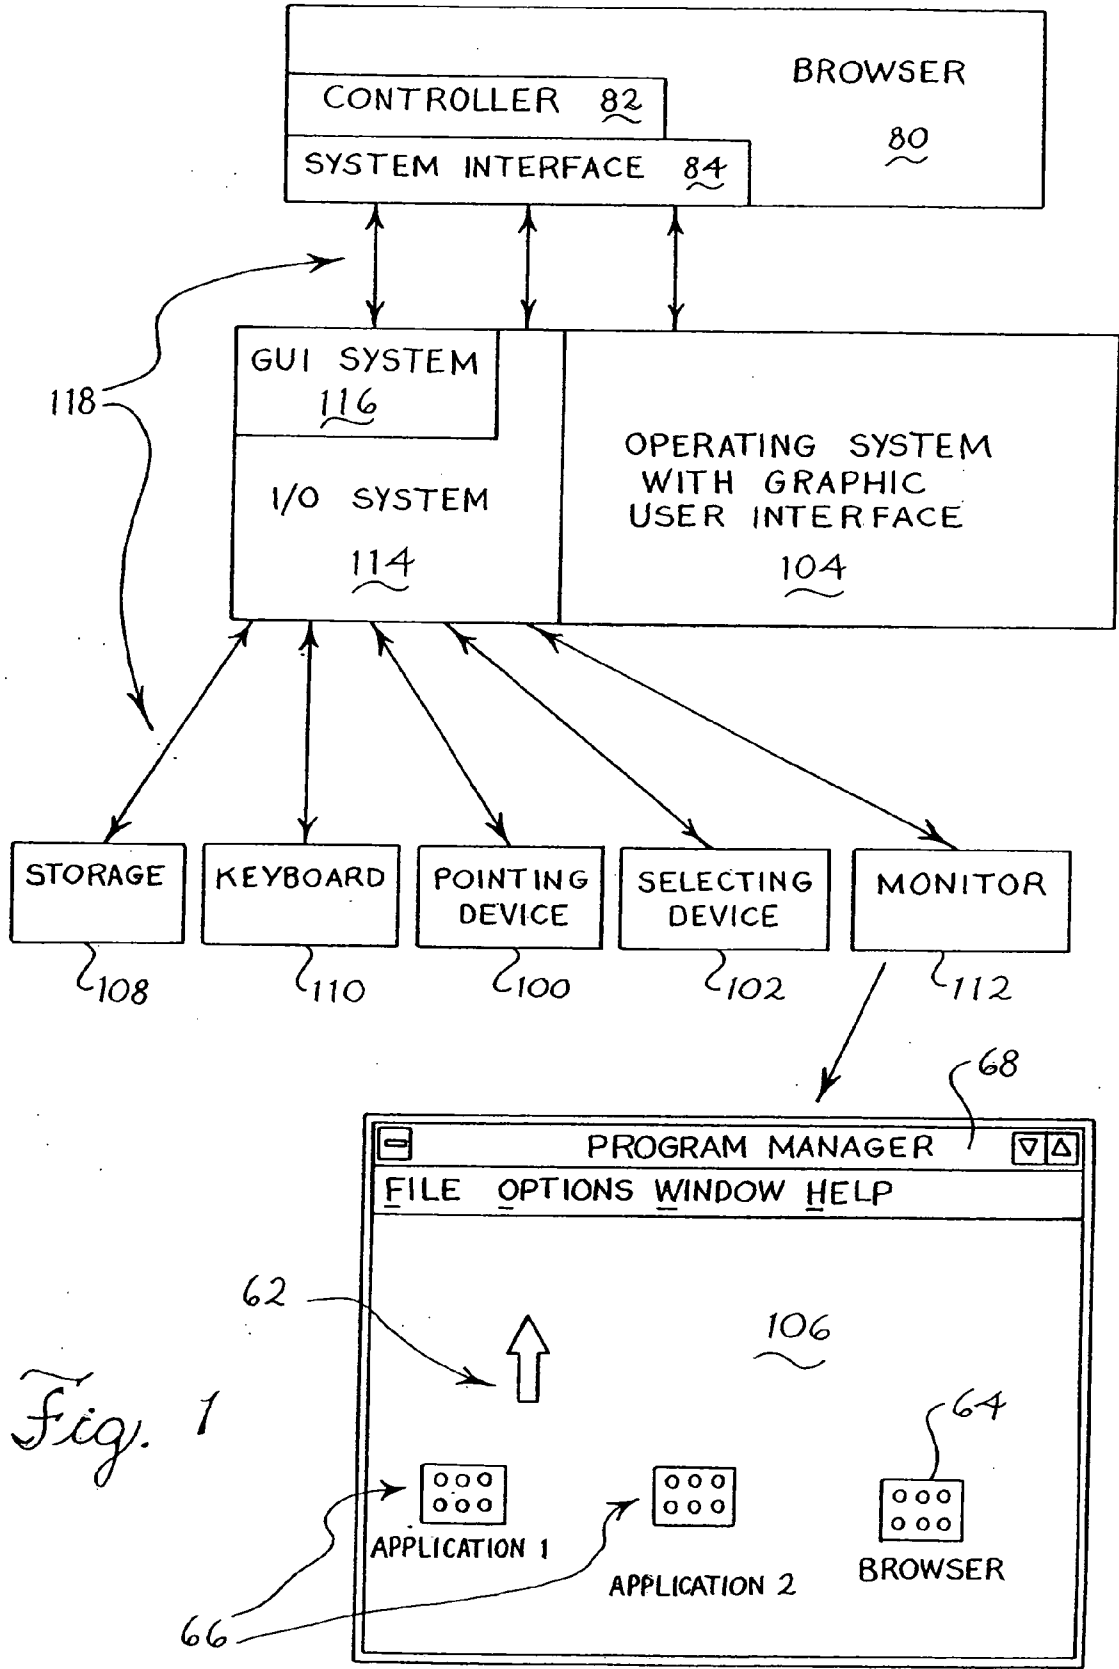 BROWSER
80
CONTROLLER 82
SYSTEM INTERFACE 84
118
GUI SYSTEM
116
I/O SYSTEM
114
OPERATING SYSTEM
WITH GRAPHIC
USER INTERFACE
104
STORAGE
108
KEYBOARD
110
POINTING
DEVICE
100
SELECTING
DEVICE
102
MONITOR
112
68
PROGRAM MANAGER
FILE OPTIONS WINDOW HELP
62
106
64
APPLICATION 1
APPLICATION 2
BROWSER
66
Fig. 1